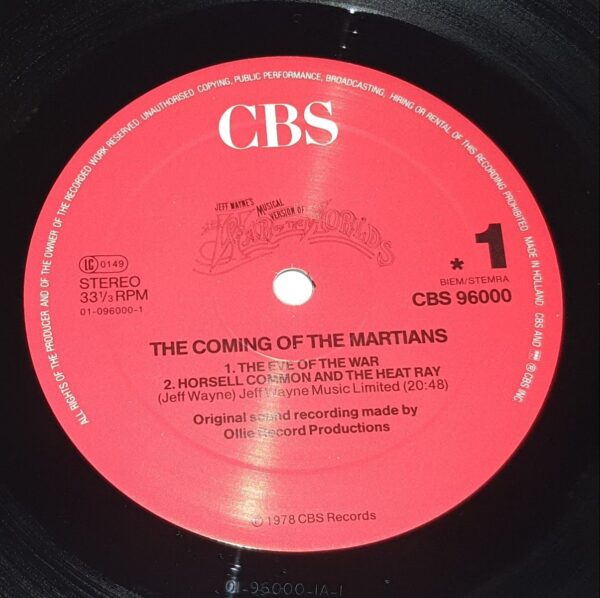 ALL RIGHTS OF THE PRODUCER AND OF THE OWNER OF THE RECORDED WORK RESERVED. UNAUTHORISED COPYING, PUBLIC PERFORMANCE, BROADCASTING, HIRING OR RENTAL OF THIS RECORDING PROHIBITED MADE IN HOLLAND CBS AND ® CBS INC
CBS
JEFF WAYNE'S MUSICAL VERSION OF
THE WAR OF THE WORLDS
LC 0149
STEREO
33⅓ RPM
01-096000-1
* 1
BIEM/STEMRA
CBS 96000
THE COMiNG OF THE MARTIANS
1. THE EVE OF THE WAR
2. HORSELL COMMON AND THE HEAT RAY
(Jeff Wayne) Jeff Wayne Music Limited (20:48)
Original sound recording made by
Ollie Record Productions
℗ 1978 CBS Records
01-96000-1A-1